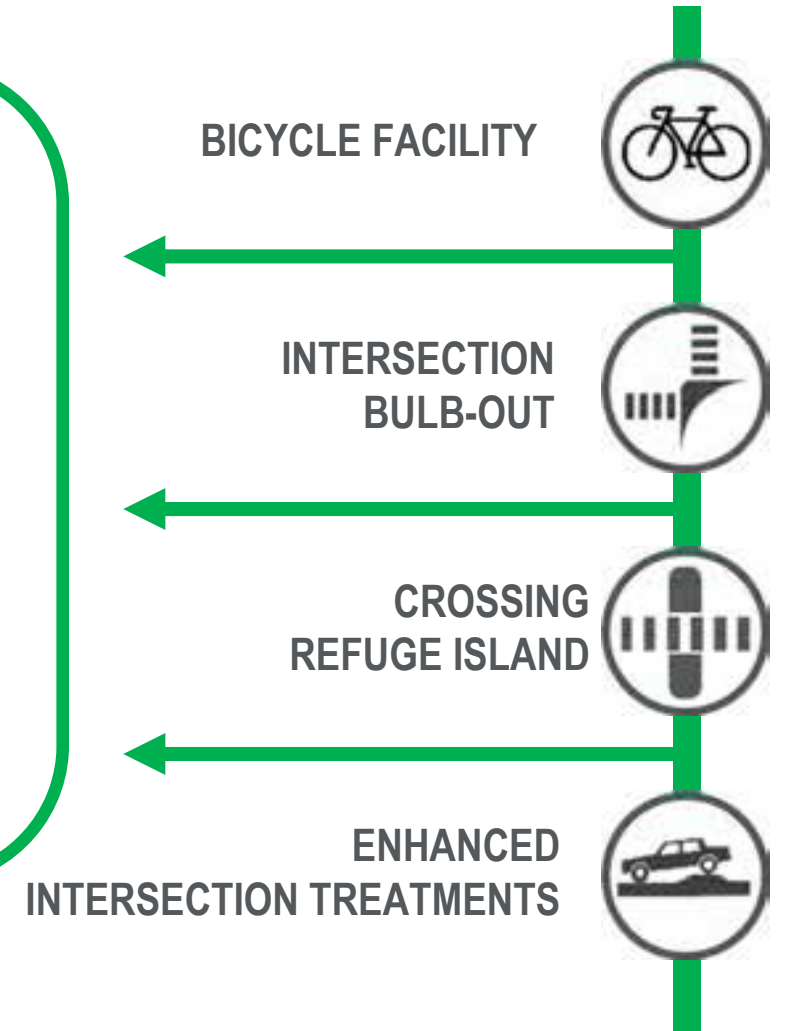 BICYCLE FACILITY
INTERSECTION
BULB-OUT
CROSSING
REFUGE ISLAND
ENHANCED
INTERSECTION TREATMENTS